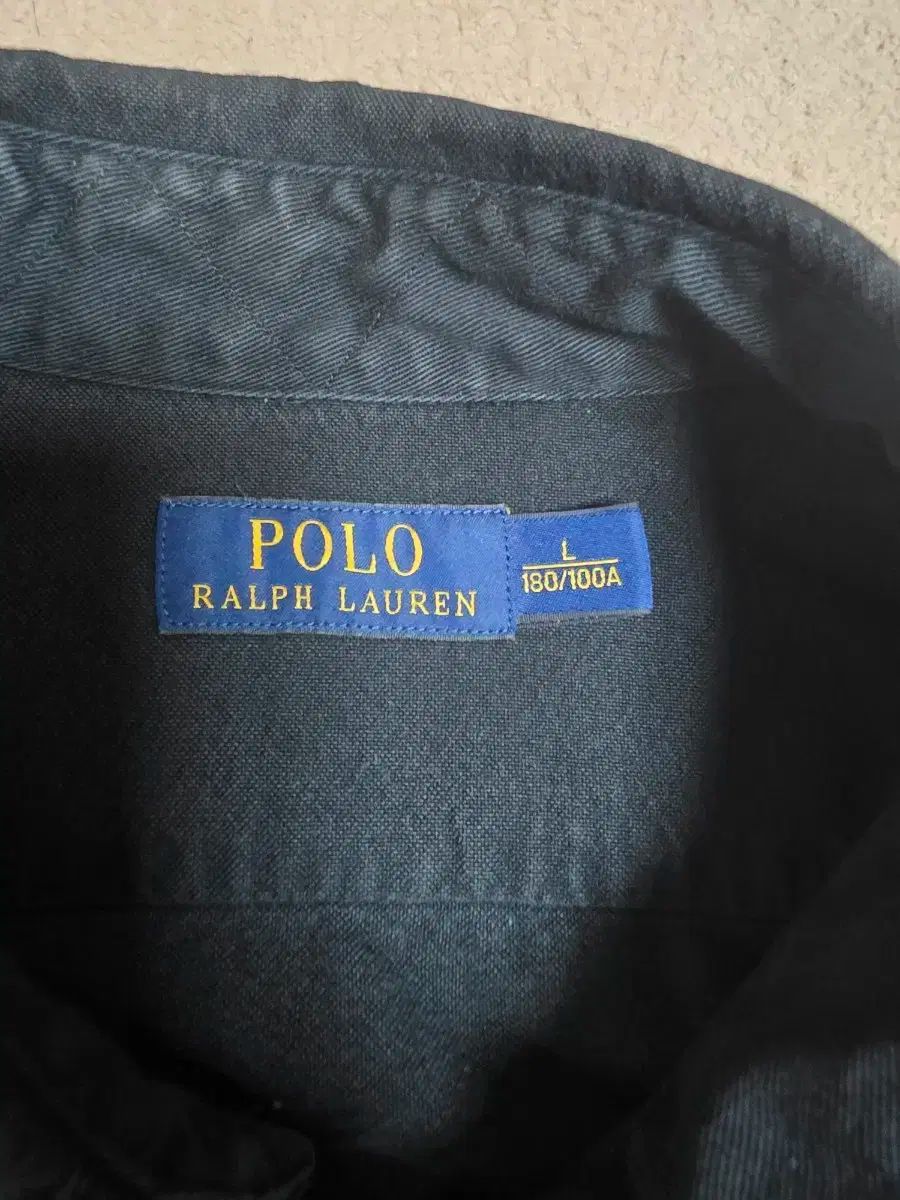 POLO
RALPH LAUREN
L
180/100A